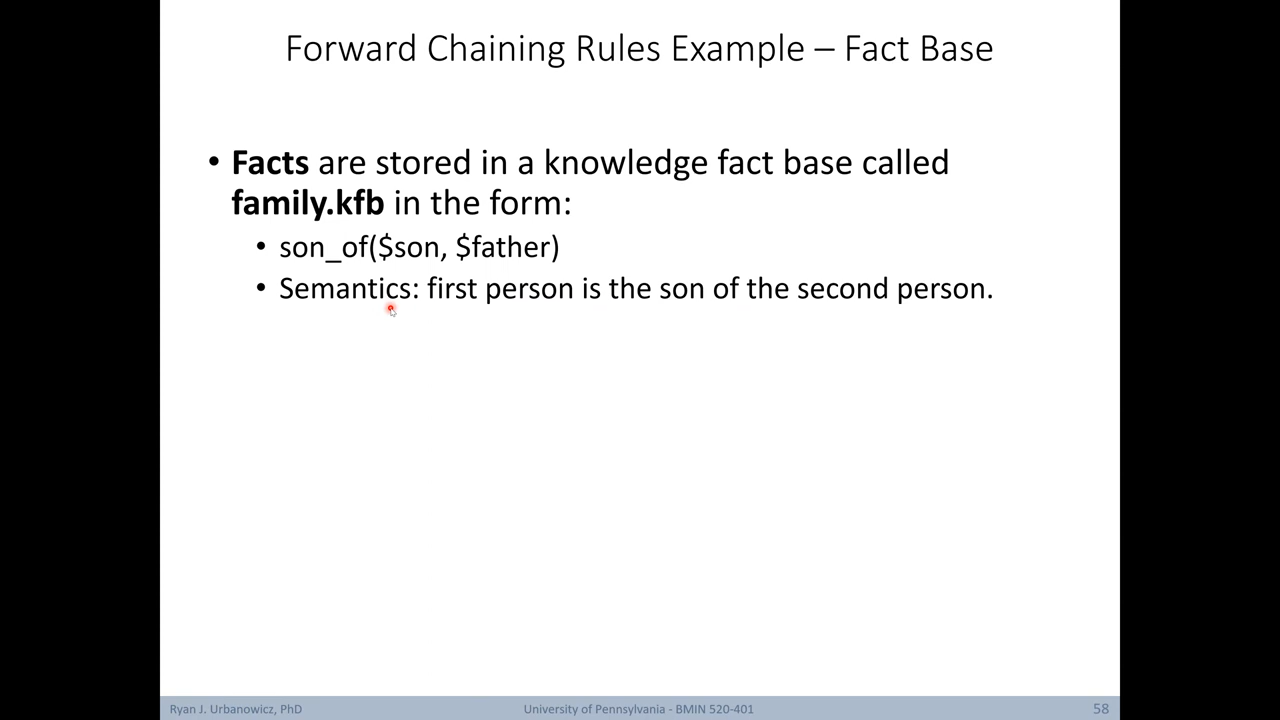 Forward Chaining Rules Example – Fact Base
• Facts are stored in a knowledge fact base called
family.kfb in the form:
• son_of($son, $father)
• Semantics: first person is the son of the second person.
Ryan J. Urbanowicz, PhD
University of Pennsylvania - BMIN 520-401
58